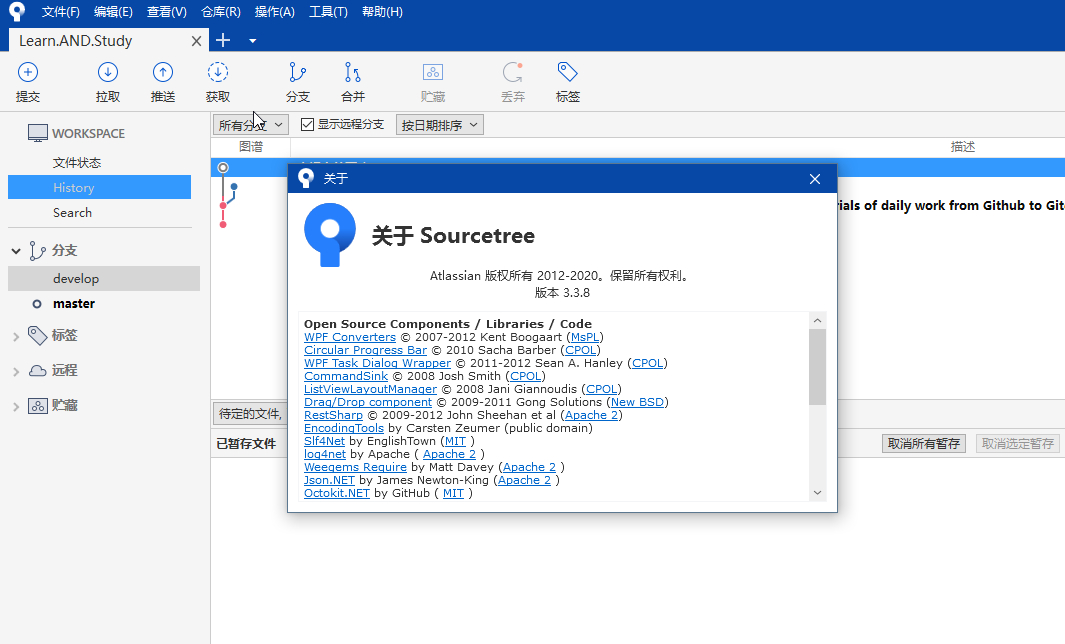 文件(F) 编辑(E) 查看(V) 仓库(R) 操作(A) 工具(T) 帮助(H)
Learn.AND.Study
提交 拉取 推送 获取 分支 合并 贮藏 丢弃 标签
所有分支 显示远程分支 按日期排序
图谱 描述
WORKSPACE
文件状态
History
Search
分支
develop
master
标签
远程
贮藏
rials of daily work from Github to Git
关于
关于 Sourcetree
Atlassian 版权所有 2012-2020。保留所有权利。
版本 3.3.8
Open Source Components / Libraries / Code
WPF Converters © 2007-2012 Kent Boogaart (MsPL)
Circular Progress Bar © 2010 Sacha Barber (CPOL)
WPF Task Dialog Wrapper © 2011-2012 Sean A. Hanley (CPOL)
CommandSink © 2008 Josh Smith (CPOL)
ListViewLayoutManager © 2008 Jani Giannoudis (CPOL)
Drag/Drop component © 2009-2011 Gong Solutions (New BSD)
RestSharp © 2009-2012 John Sheehan et al (Apache 2)
EncodingTools by Carsten Zeumer (public domain)
Slf4Net by EnglishTown (MIT )
log4net by Apache ( Apache 2 )
Weegems Require by Matt Davey (Apache 2 )
Json.NET by James Newton-King (Apache 2 )
Octokit.NET by GitHub ( MIT )
待定的文件,
已暂存文件 取消所有暂存 取消选定暂存